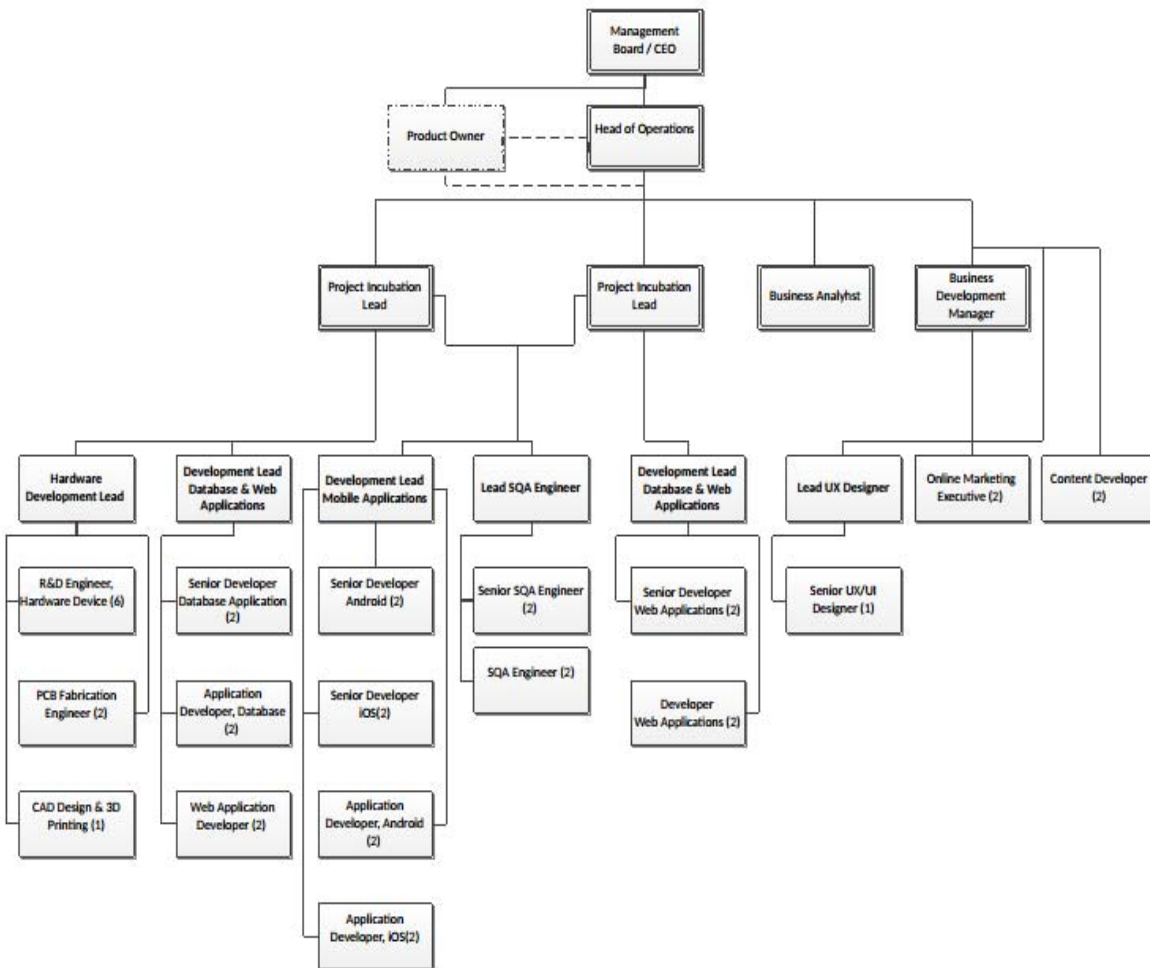 Management
Board / CEO
Product Owner
Head of Operations
Project Incubation
Lead
Project Incubation
Lead
Business Analyhst
Business
Development
Manager
Hardware
Development Lead
Development Lead
Database & Web
Applications
Development Lead
Mobile Applications
Lead SQA Engineer
Development Lead
Database & Web
Applications
Lead UX Designer
Online Marketing
Executive (2)
Content Developer
(2)
R&D Engineer,
Hardware Device (6)
Senior Developer
Database Application
(2)
Senior Developer
Android (2)
Senior SQA Engineer
(2)
Senior Developer
Web Applications (2)
Senior UX/UI
Designer (1)
SQA Engineer (2)
PCB Fabrication
Engineer (2)
Application
Developer, Database
(2)
Senior Developer
iOS(2)
Developer
Web Applications (2)
CAD Design & 3D
Printing (1)
Web Application
Developer (2)
Application
Developer, Android
(2)
Application
Developer, iOS(2)